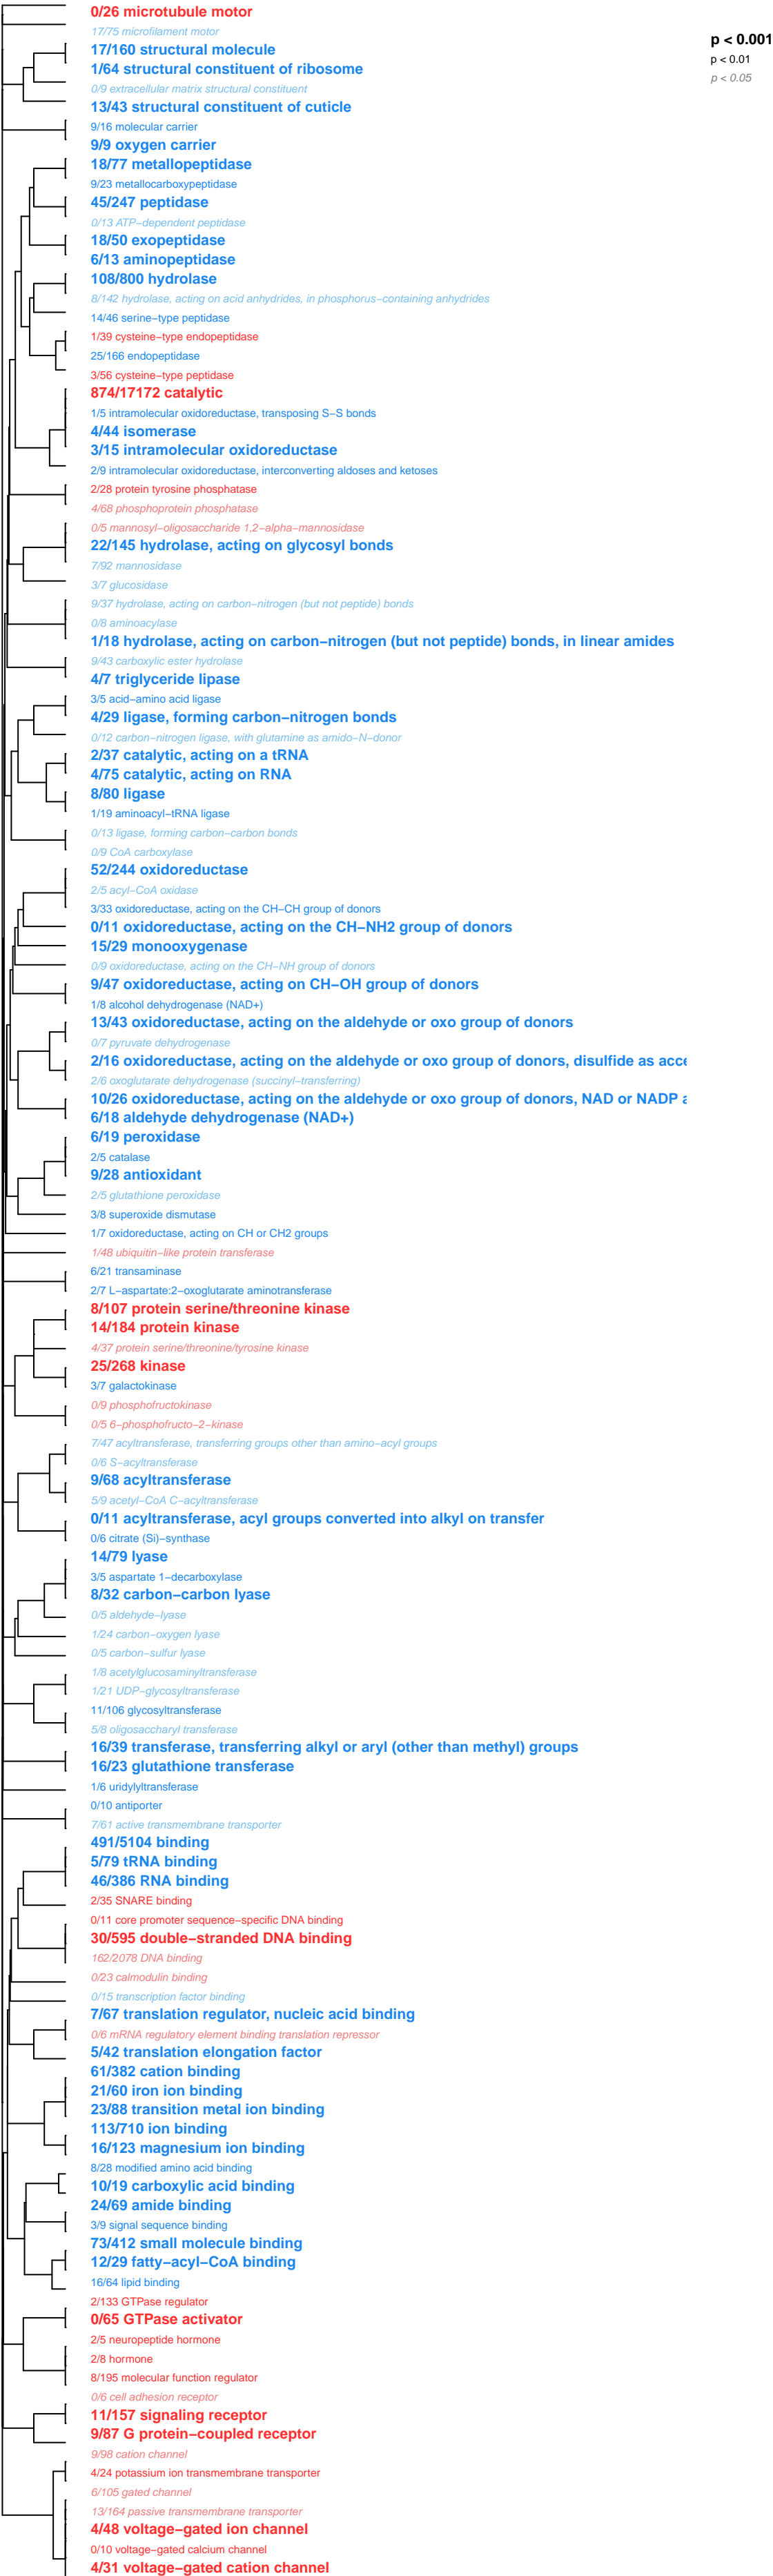 0/26 microtubule motor
17/75 microfilament motor
17/160 structural molecule
1/64 structural constituent of ribosome
0/9 extracellular matrix structural constituent
13/43 structural constituent of cuticle
9/16 molecular carrier
9/9 oxygen carrier
18/77 metallopeptidase
9/23 metallocarboxypeptidase
45/247 peptidase
0/13 ATP−dependent peptidase
18/50 exopeptidase
6/13 aminopeptidase
108/800 hydrolase
8/142 hydrolase, acting on acid anhydrides, in phosphorus−containing anhydrides
14/46 serine−type peptidase
1/39 cysteine−type endopeptidase
25/166 endopeptidase
3/56 cysteine−type peptidase
874/17172 catalytic
1/5 intramolecular oxidoreductase, transposing S−S bonds
4/44 isomerase
3/15 intramolecular oxidoreductase
2/9 intramolecular oxidoreductase, interconverting aldoses and ketoses
2/28 protein tyrosine phosphatase
4/68 phosphoprotein phosphatase
0/5 mannosyl−oligosaccharide 1,2−alpha−mannosidase
22/145 hydrolase, acting on glycosyl bonds
7/92 mannosidase
3/7 glucosidase
9/37 hydrolase, acting on carbon−nitrogen (but not peptide) bonds
0/8 aminoacylase
1/18 hydrolase, acting on carbon−nitrogen (but not peptide) bonds, in linear amides
9/43 carboxylic ester hydrolase
4/7 triglyceride lipase
3/5 acid−amino acid ligase
4/29 ligase, forming carbon−nitrogen bonds
0/12 carbon−nitrogen ligase, with glutamine as amido−N−donor
2/37 catalytic, acting on a tRNA
4/75 catalytic, acting on RNA
8/80 ligase
1/19 aminoacyl−tRNA ligase
0/13 ligase, forming carbon−carbon bonds
0/9 CoA carboxylase
52/244 oxidoreductase
2/5 acyl−CoA oxidase
3/33 oxidoreductase, acting on the CH−CH group of donors
0/11 oxidoreductase, acting on the CH−NH2 group of donors
15/29 monooxygenase
0/9 oxidoreductase, acting on the CH−NH group of donors
9/47 oxidoreductase, acting on CH−OH group of donors
1/8 alcohol dehydrogenase (NAD+)
13/43 oxidoreductase, acting on the aldehyde or oxo group of donors
0/7 pyruvate dehydrogenase
2/16 oxidoreductase, acting on the aldehyde or oxo group of donors, disulfide as acce
2/6 oxoglutarate dehydrogenase (succinyl−transferring)
10/26 oxidoreductase, acting on the aldehyde or oxo group of donors, NAD or NADP a
6/18 aldehyde dehydrogenase (NAD+)
6/19 peroxidase
2/5 catalase
9/28 antioxidant
2/5 glutathione peroxidase
3/8 superoxide dismutase
1/7 oxidoreductase, acting on CH or CH2 groups
1/48 ubiquitin−like protein transferase
6/21 transaminase
2/7 L−aspartate:2−oxoglutarate aminotransferase
8/107 protein serine/threonine kinase
14/184 protein kinase
4/37 protein serine/threonine/tyrosine kinase
25/268 kinase
3/7 galactokinase
0/9 phosphofructokinase
0/5 6−phosphofructo−2−kinase
7/47 acyltransferase, transferring groups other than amino−acyl groups
0/6 S−acyltransferase
9/68 acyltransferase
5/9 acetyl−CoA C−acyltransferase
0/11 acyltransferase, acyl groups converted into alkyl on transfer
0/6 citrate (Si)−synthase
14/79 lyase
3/5 aspartate 1−decarboxylase
8/32 carbon−carbon lyase
0/5 aldehyde−lyase
1/24 carbon−oxygen lyase
0/5 carbon−sulfur lyase
1/8 acetylglucosaminyltransferase
1/21 UDP−glycosyltransferase
11/106 glycosyltransferase
5/8 oligosaccharyl transferase
16/39 transferase, transferring alkyl or aryl (other than methyl) groups
16/23 glutathione transferase
1/6 uridylyltransferase
0/10 antiporter
7/61 active transmembrane transporter
491/5104 binding
5/79 tRNA binding
46/386 RNA binding
2/35 SNARE binding
0/11 core promoter sequence−specific DNA binding
30/595 double−stranded DNA binding
162/2078 DNA binding
0/23 calmodulin binding
0/15 transcription factor binding
7/67 translation regulator, nucleic acid binding
0/6 mRNA regulatory element binding translation repressor
5/42 translation elongation factor
61/382 cation binding
21/60 iron ion binding
23/88 transition metal ion binding
113/710 ion binding
16/123 magnesium ion binding
8/28 modified amino acid binding
10/19 carboxylic acid binding
24/69 amide binding
3/9 signal sequence binding
73/412 small molecule binding
12/29 fatty−acyl−CoA binding
16/64 lipid binding
2/133 GTPase regulator
0/65 GTPase activator
2/5 neuropeptide hormone
2/8 hormone
8/195 molecular function regulator
0/6 cell adhesion receptor
11/157 signaling receptor
9/87 G protein−coupled receptor
9/98 cation channel
4/24 potassium ion transmembrane transporter
6/105 gated channel
13/164 passive transmembrane transporter
4/48 voltage−gated ion channel
0/10 voltage−gated calcium channel
4/31 voltage−gated cation channel
p < 0.001
p < 0.01
p < 0.05